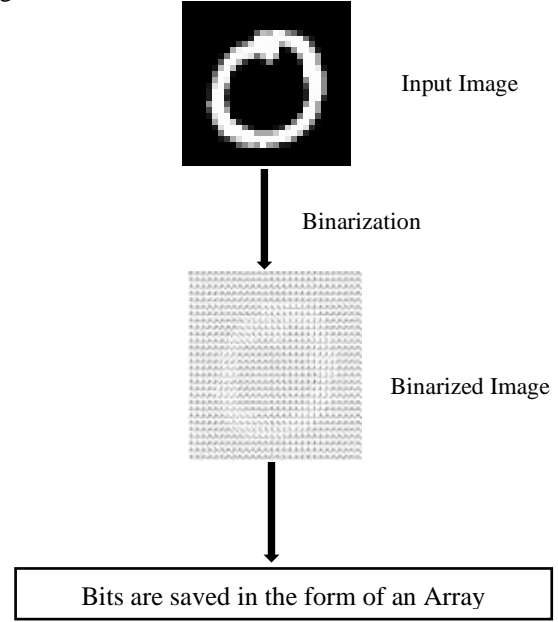 Input Image
Binarization
Binarized Image
Bits are saved in the form of an Array